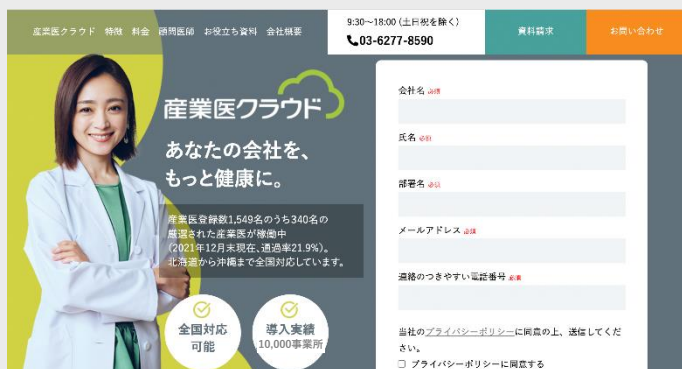 産業医クラウド 特徴 料金 顧問医師 お役立ち資料 会社概要
9:30〜18:00 (土日祝を除く)
03-6277-8590
資料請求
お問い合わせ
産業医クラウド
あなたの会社を、
もっと健康に。
産業医登録数1,549名のうち340名の
厳選された産業医が稼働中
(2021年12月末現在、通過率21.9%)。
北海道から沖縄まで全国対応しています。
全国対応
可能
導入実績
10,000事業所
会社名 必須
氏名 必須
部署名 必須
メールアドレス 必須
連絡のつきやすい電話番号 必須
当社のプライバシーポリシーに同意の上、送信してくだ
さい。
プライバシーポリシーに同意する